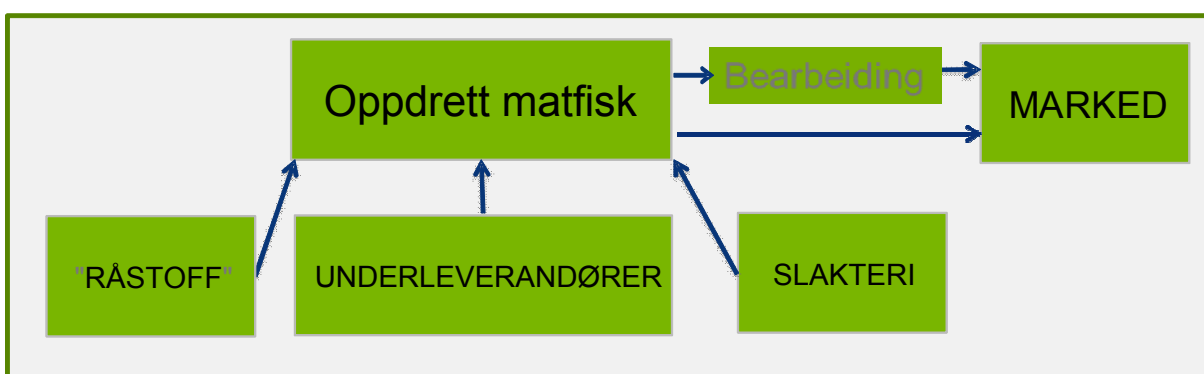 Oppdrett matfisk
Bearbeiding
MARKED
"RÅSTOFF"
UNDERLEVERANDØRER
SLAKTERI